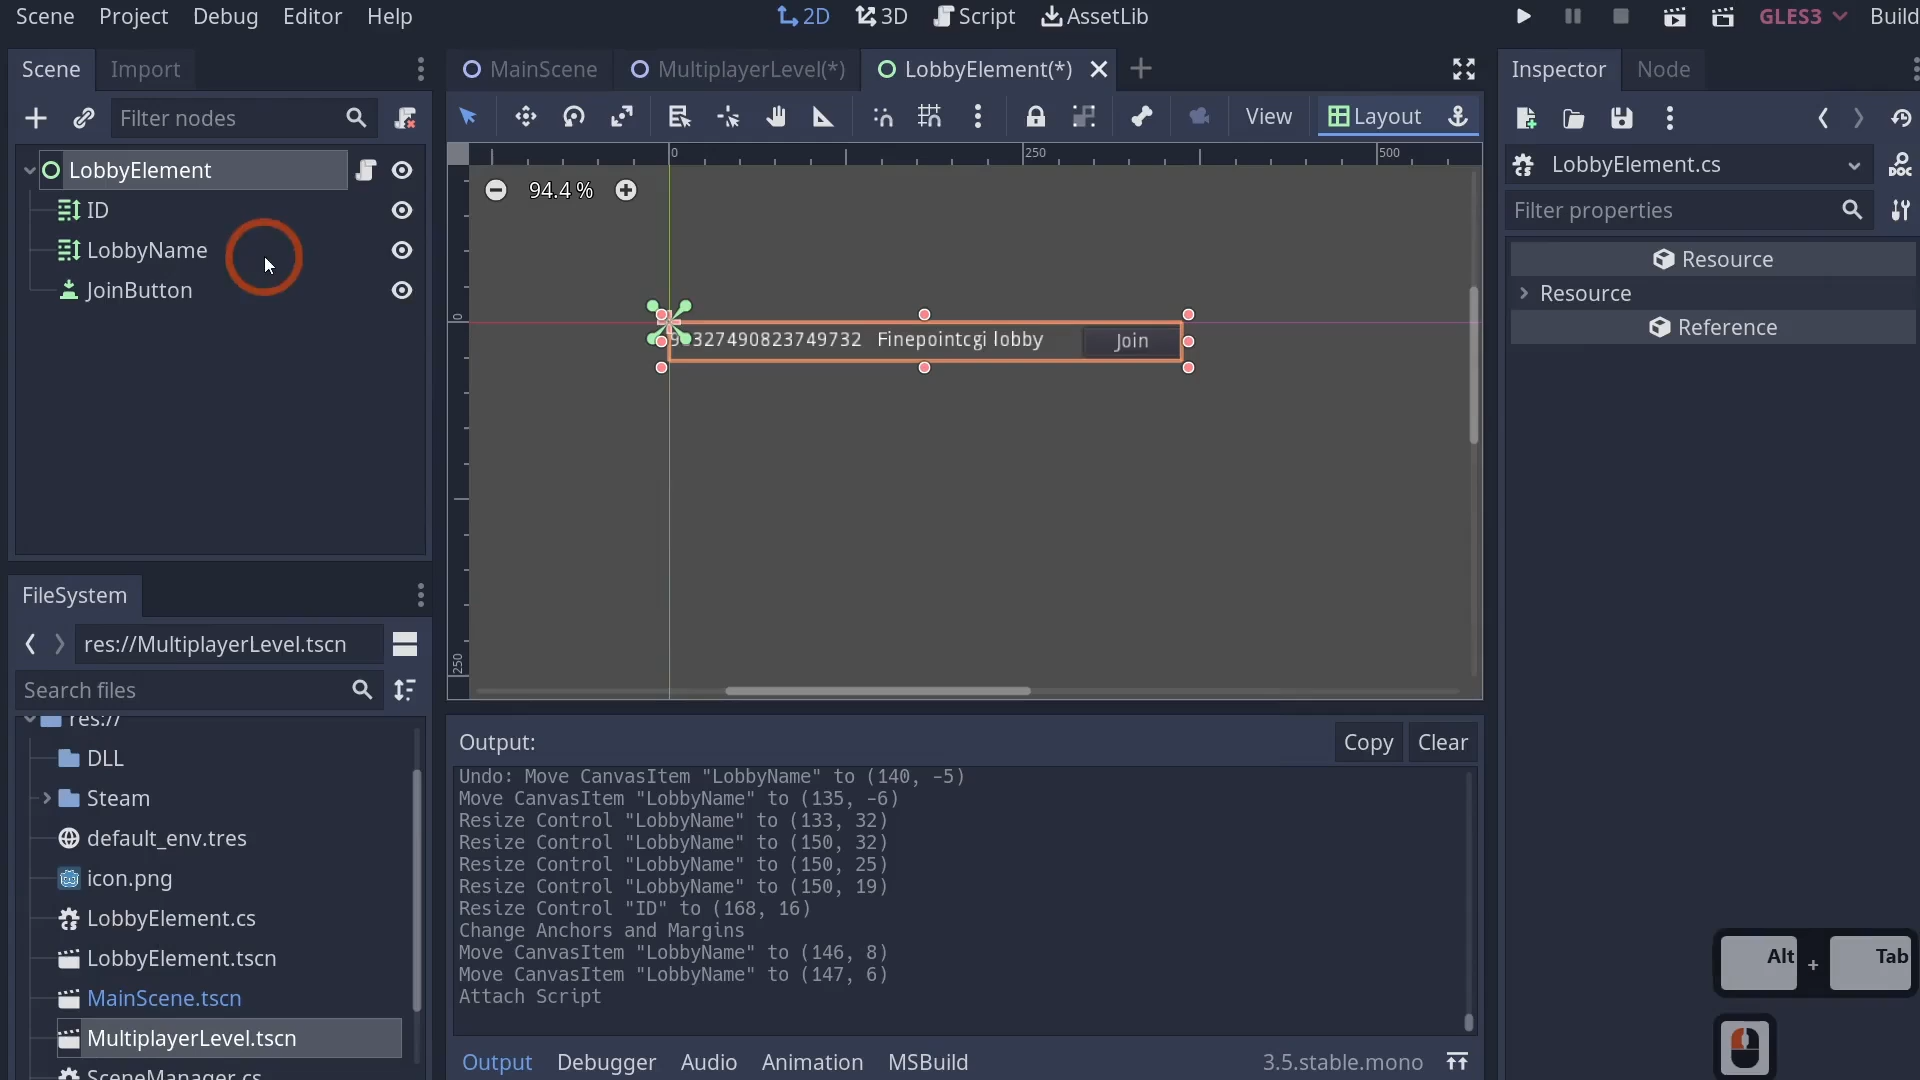 Scene Project Debug Editor Help 2D 3D Script AssetLib GLES3 Build
Scene Import
MainScene MultiplayerLevel(*) LobbyElement(*)
Inspector Node
Filter nodes
View Layout
LobbyElement
ID
LobbyName
JoinButton
0 250 500
94.4 %
0
250
Finepointcgi lobby Join
LobbyElement.cs
DOC
Filter properties
Resource
Resource
Reference
FileSystem
res://MultiplayerLevel.tscn
Search files
res://
DLL
Steam
default_env.tres
icon.png
LobbyElement.cs
LobbyElement.tscn
MainScene.tscn
MultiplayerLevel.tscn
SceneManager.cs
Output: Copy Clear
Undo: Move CanvasItem "LobbyName" to (140, -5)
Move CanvasItem "LobbyName" to (135, -6)
Resize Control "LobbyName" to (133, 32)
Resize Control "LobbyName" to (150, 32)
Resize Control "LobbyName" to (150, 25)
Resize Control "LobbyName" to (150, 19)
Resize Control "ID" to (168, 16)
Change Anchors and Margins
Move CanvasItem "LobbyName" to (146, 8)
Move CanvasItem "LobbyName" to (147, 6)
Attach Script
Output Debugger Audio Animation MSBuild 3.5.stable.mono
Alt + Tab